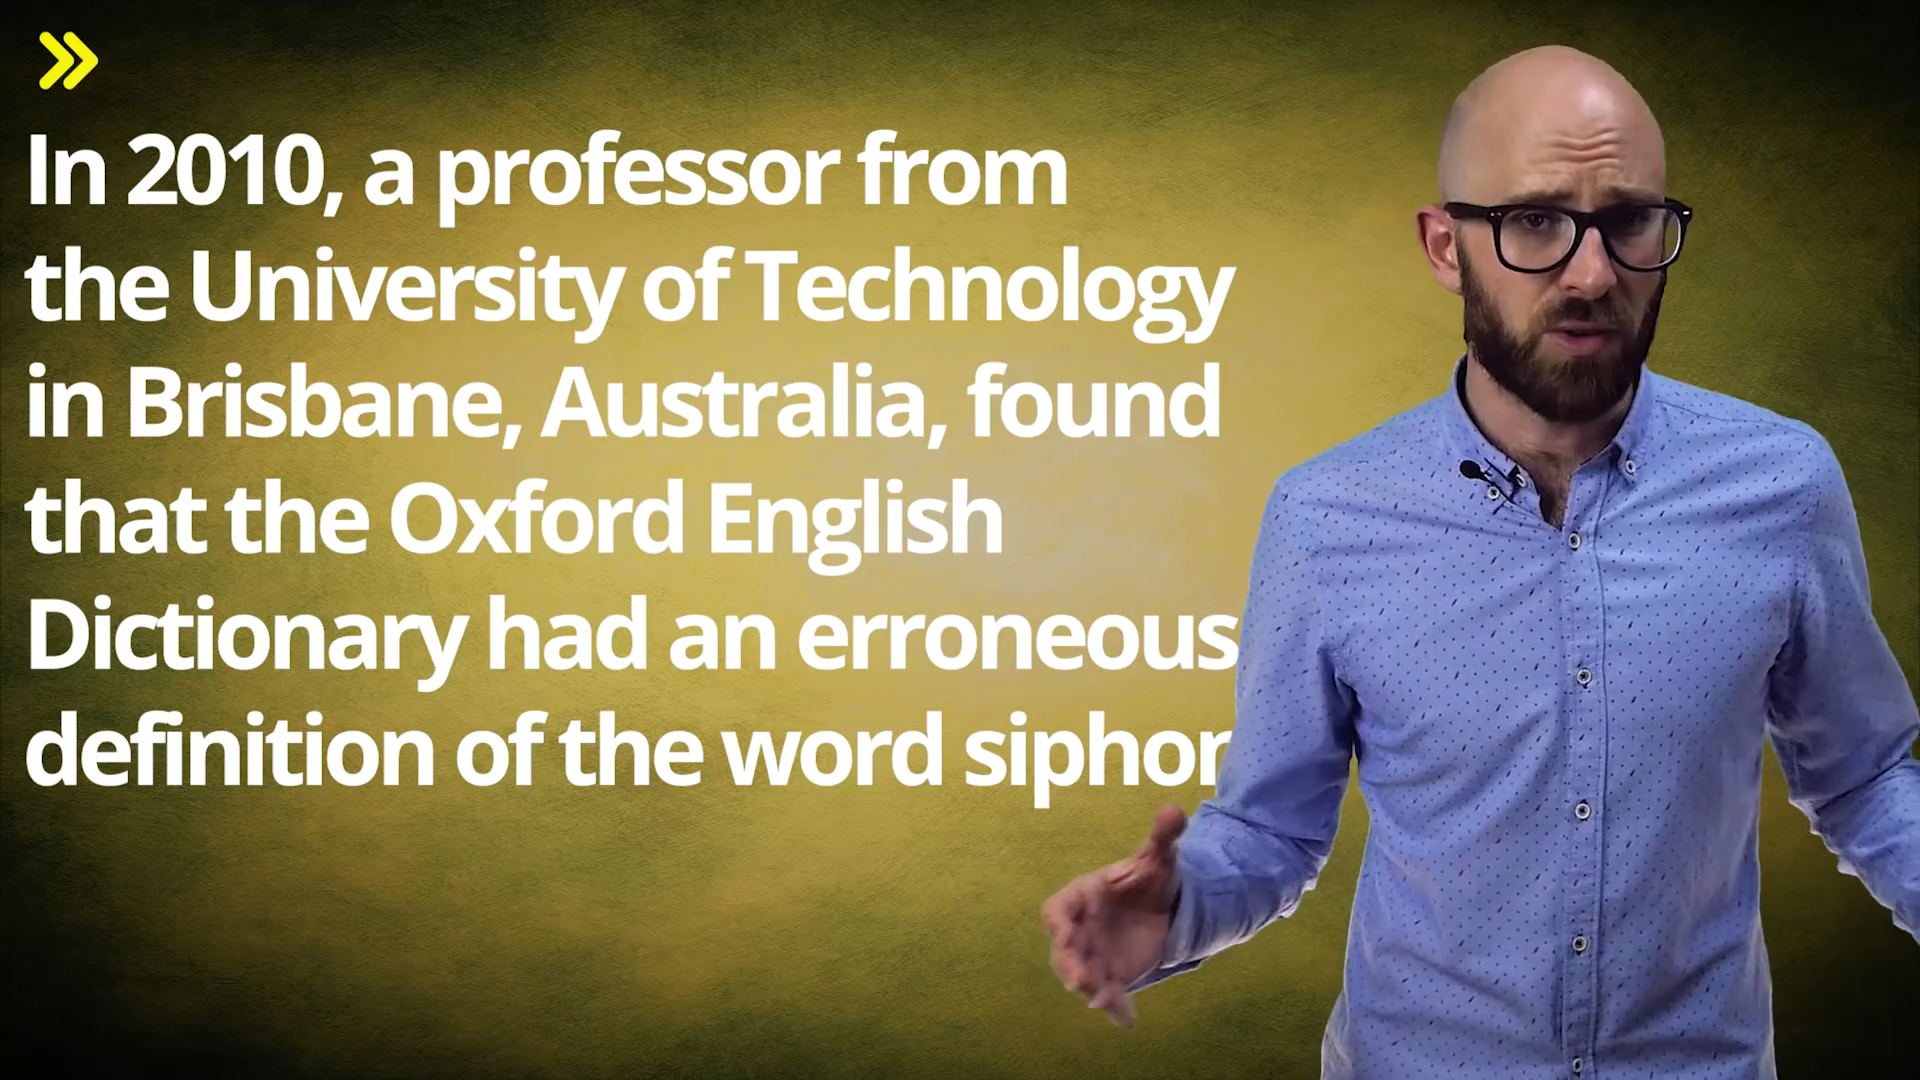 In 2010, a professor from
the University of Technology
in Brisbane, Australia, found
that the Oxford English
Dictionary had an erroneous
definition of the word siphon